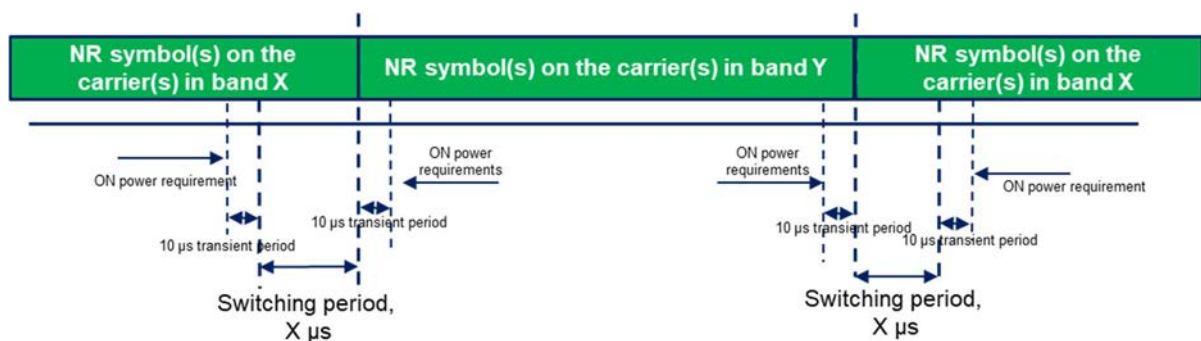 NR symbol(s) on the
carrier(s) in band X
NR symbol(s) on the carrier(s) in band Y
NR symbol(s) on the
carrier(s) in band X
ON power requirement
ON power
requirements
ON power
requirements
ON power requirement
10 µs transient period
10 µs transient period
10 µs transient period
10 µs transient period
Switching period,
X µs
Switching period,
X µs